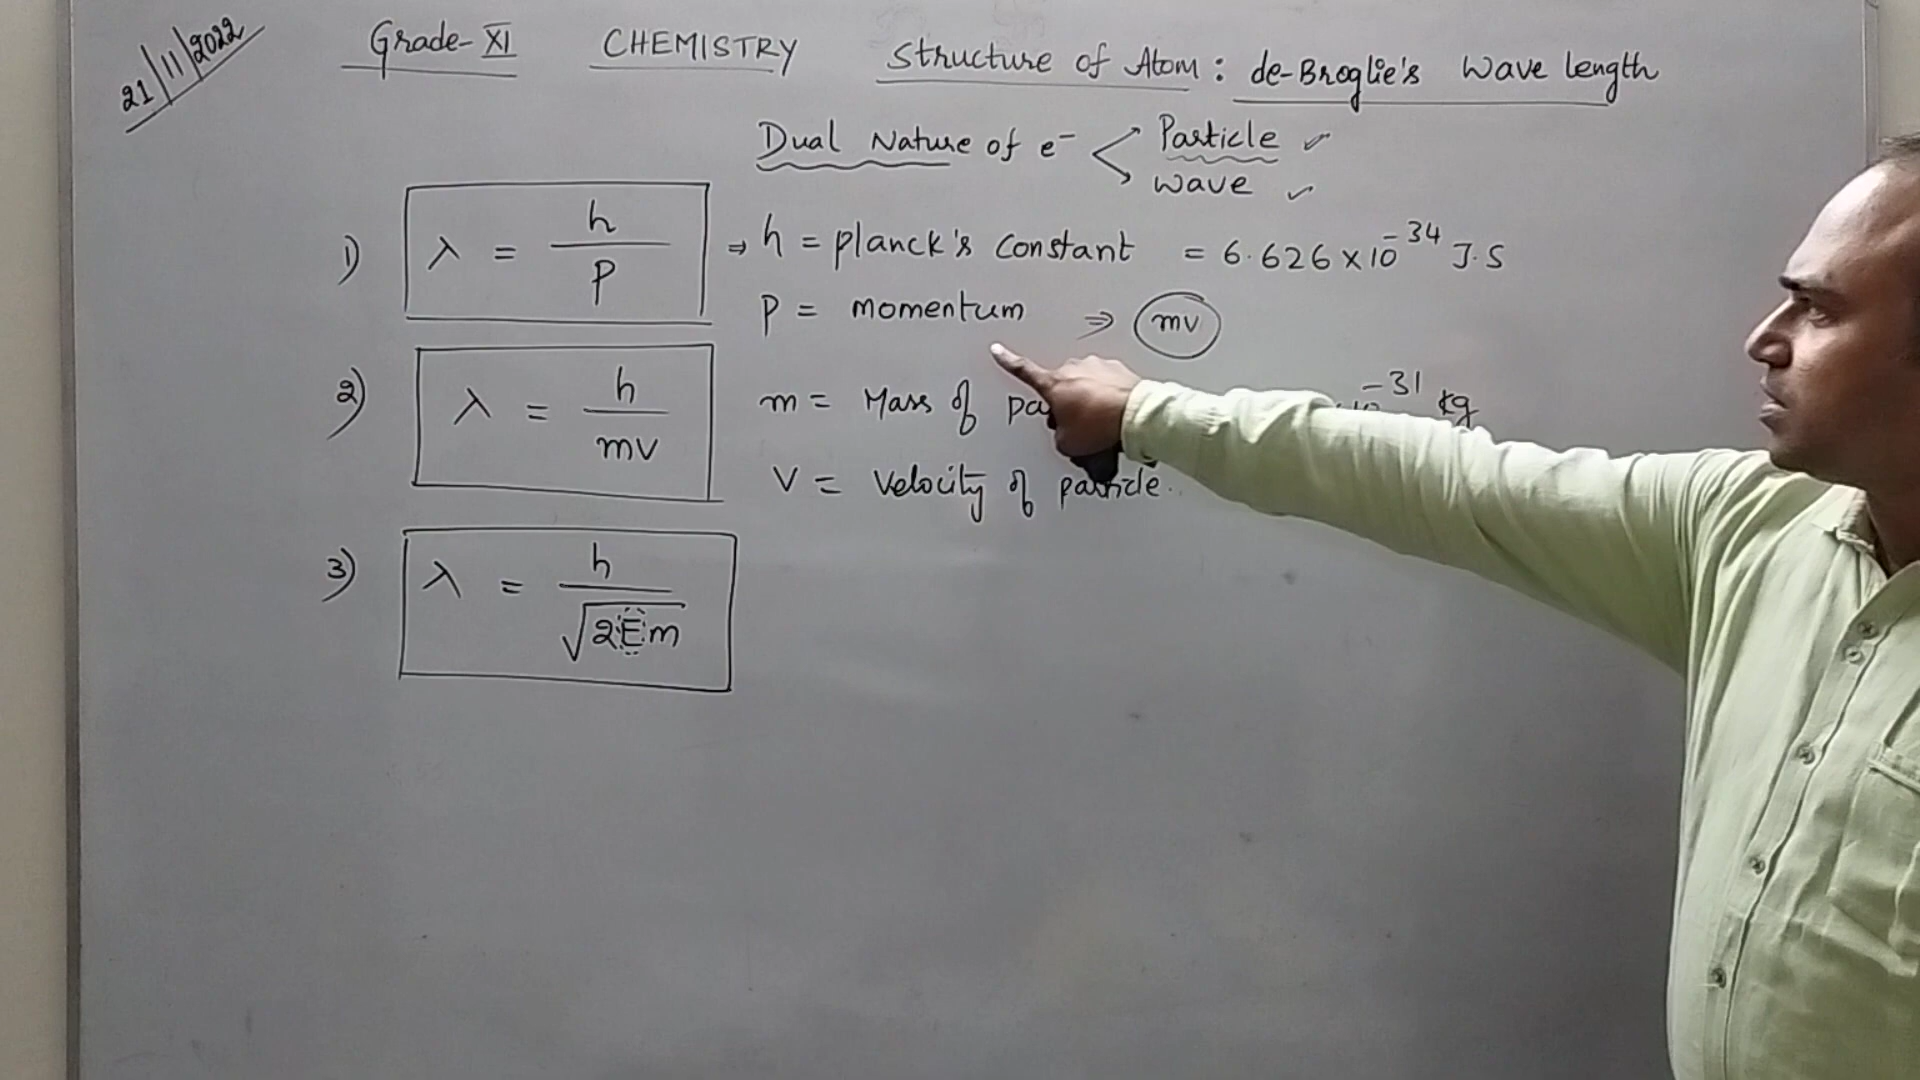 21/11/2022
Grade-XI CHEMISTRY Structure of Atom : de-Broglie's Wave length
Dual Nature of e⁻ < Particle ✓
wave ✓
1) λ = h/P ⇒ h = planck's constant = 6.626 x 10⁻³⁴ J.S
P = momentum ⇒ mv
2) λ = h/mv
m = Mass of ⁻³¹ kg
V = Velocity of particle.
3) λ = h/√2Em